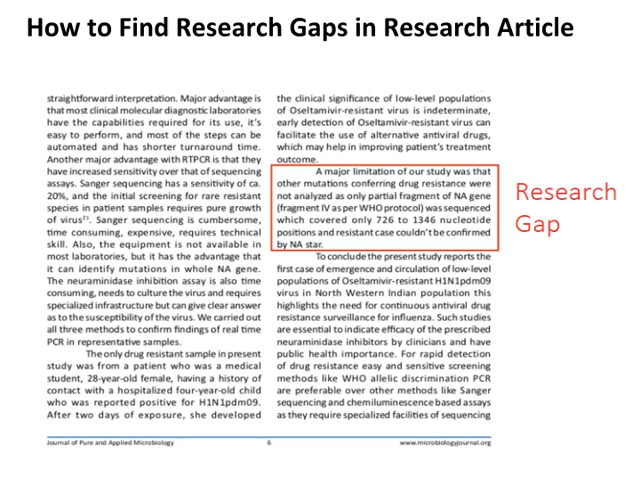 How to Find Research Gaps in Research Article
straightforward interpretation. Major advantage is
that most clinical molecular diagnostic laboratories
have the capabilities required for its use, it's
easy to perform, and most of the steps can be
automated and has shorter turnaround time.
Another major advantage with RTPCR is that they
have increased sensitivity over that of sequencing
assays. Sanger sequencing has a sensitivity of ca.
20%, and the initial screening for rare resistant
species in patient samples requires pure growth
of virus²¹. Sanger sequencing is cumbersome,
time consuming, expensive, requires technical
skill. Also, the equipment is not available in
most laboratories, but it has the advantage that
it can identify mutations in whole NA gene.
The neuraminidase inhibition assay is also time
consuming, needs to culture the virus and requires
specialized infrastructure but can give clear answer
as to the susceptibility of the virus. We carried out
all three methods to confirm findings of real time
PCR in representative samples.
The only drug resistant sample in present
study was from a patient who was a medical
student, 28-year-old female, having a history of
contact with a hospitalized four-year-old child
who was reported positive for H1N1pdm09.
After two days of exposure, she developed
the clinical significance of low-level populations
of Oseltamivir-resistant virus is indeterminate,
early detection of Oseltamivir-resistant virus can
facilitate the use of alternative antiviral drugs,
which may help in improving patient's treatment
outcome.
A major limitation of our study was that
other mutations conferring drug resistance were
not analyzed as only partial fragment of NA gene
(fragment IV as per WHO protocol) was sequenced
which covered only 726 to 1346 nucleotide
positions and resistant case couldn't be confirmed
by NA star.
To conclude the present study reports the
first case of emergence and circulation of low-level
populations of Oseltamivir-resistant H1N1pdm09
virus in North Western Indian population this
highlights the need for continuous antiviral drug
resistance surveillance for influenza. Such studies
are essential to indicate efficacy of the prescribed
neuraminidase inhibitors by clinicians and have
public health importance. For rapid detection
of drug resistance easy and sensitive screening
methods like WHO allelic discrimination PCR
are preferable over other methods like Sanger
sequencing and chemiluminescence based assays
as they require specialized facilities of sequencing
Research
Gap
Journal of Pure and Applied Microbiology
6
www.microbiologyjournal.org